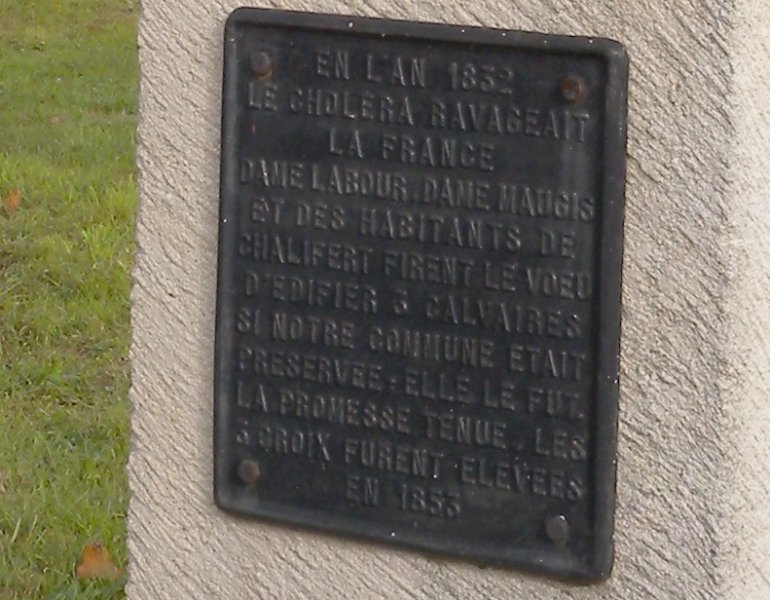 EN L'AN 1832
LE CHOLERA RAVAGEAIT
LA FRANCE
DAME LABOUR, DAME MAUGIS
ET DES HABITANTS DE
CHALIFERT FIRENT LE VOEU
D'EDIFIER 3 CALVAIRES
SI NOTRE COMMUNE ETAIT
PRESERVEE; ELLE LE FUT.
LA PROMESSE TENUE, LES
3 CROIX FURENT ELEVEES
EN 1853